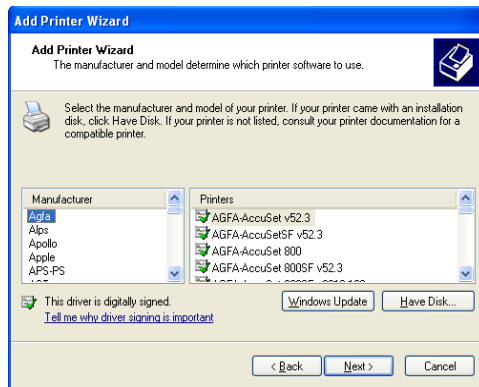 Add Printer Wizard
Add Printer Wizard
The manufacturer and model determine which printer software to use.
Select the manufacturer and model of your printer. If your printer came with an installation
disk, click Have Disk. If your printer is not listed, consult your printer documentation for a
compatible printer.
Manufacturer
Agfa
Alps
Apollo
Apple
APS-PS
Printers
AGFA-AccuSet v52.3
AGFA-AccuSetSF v52.3
AGFA-AccuSet 800
AGFA-AccuSet 800SF v52.3
This driver is digitally signed.
Tell me why driver signing is important
Windows Update
Have Disk...
< Back
Next >
Cancel